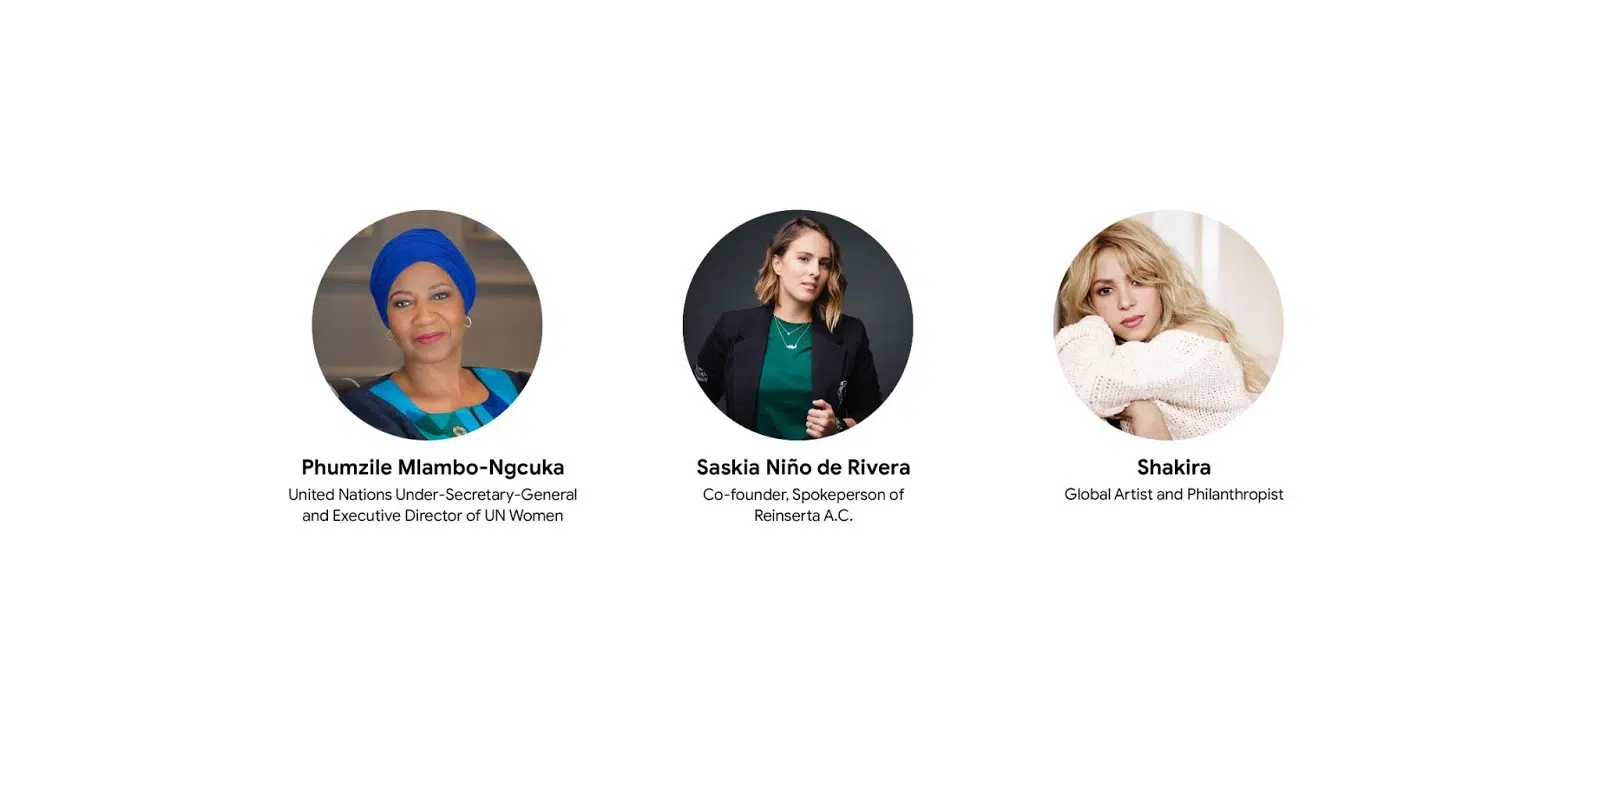 Phumzile Mlambo-Ngcuka
United Nations Under-Secretary-General
and Executive Director of UN Women
Saskia Niño de Rivera
Co-founder, Spokeperson of
Reinserta A.C.
Shakira
Global Artist and Philanthropist